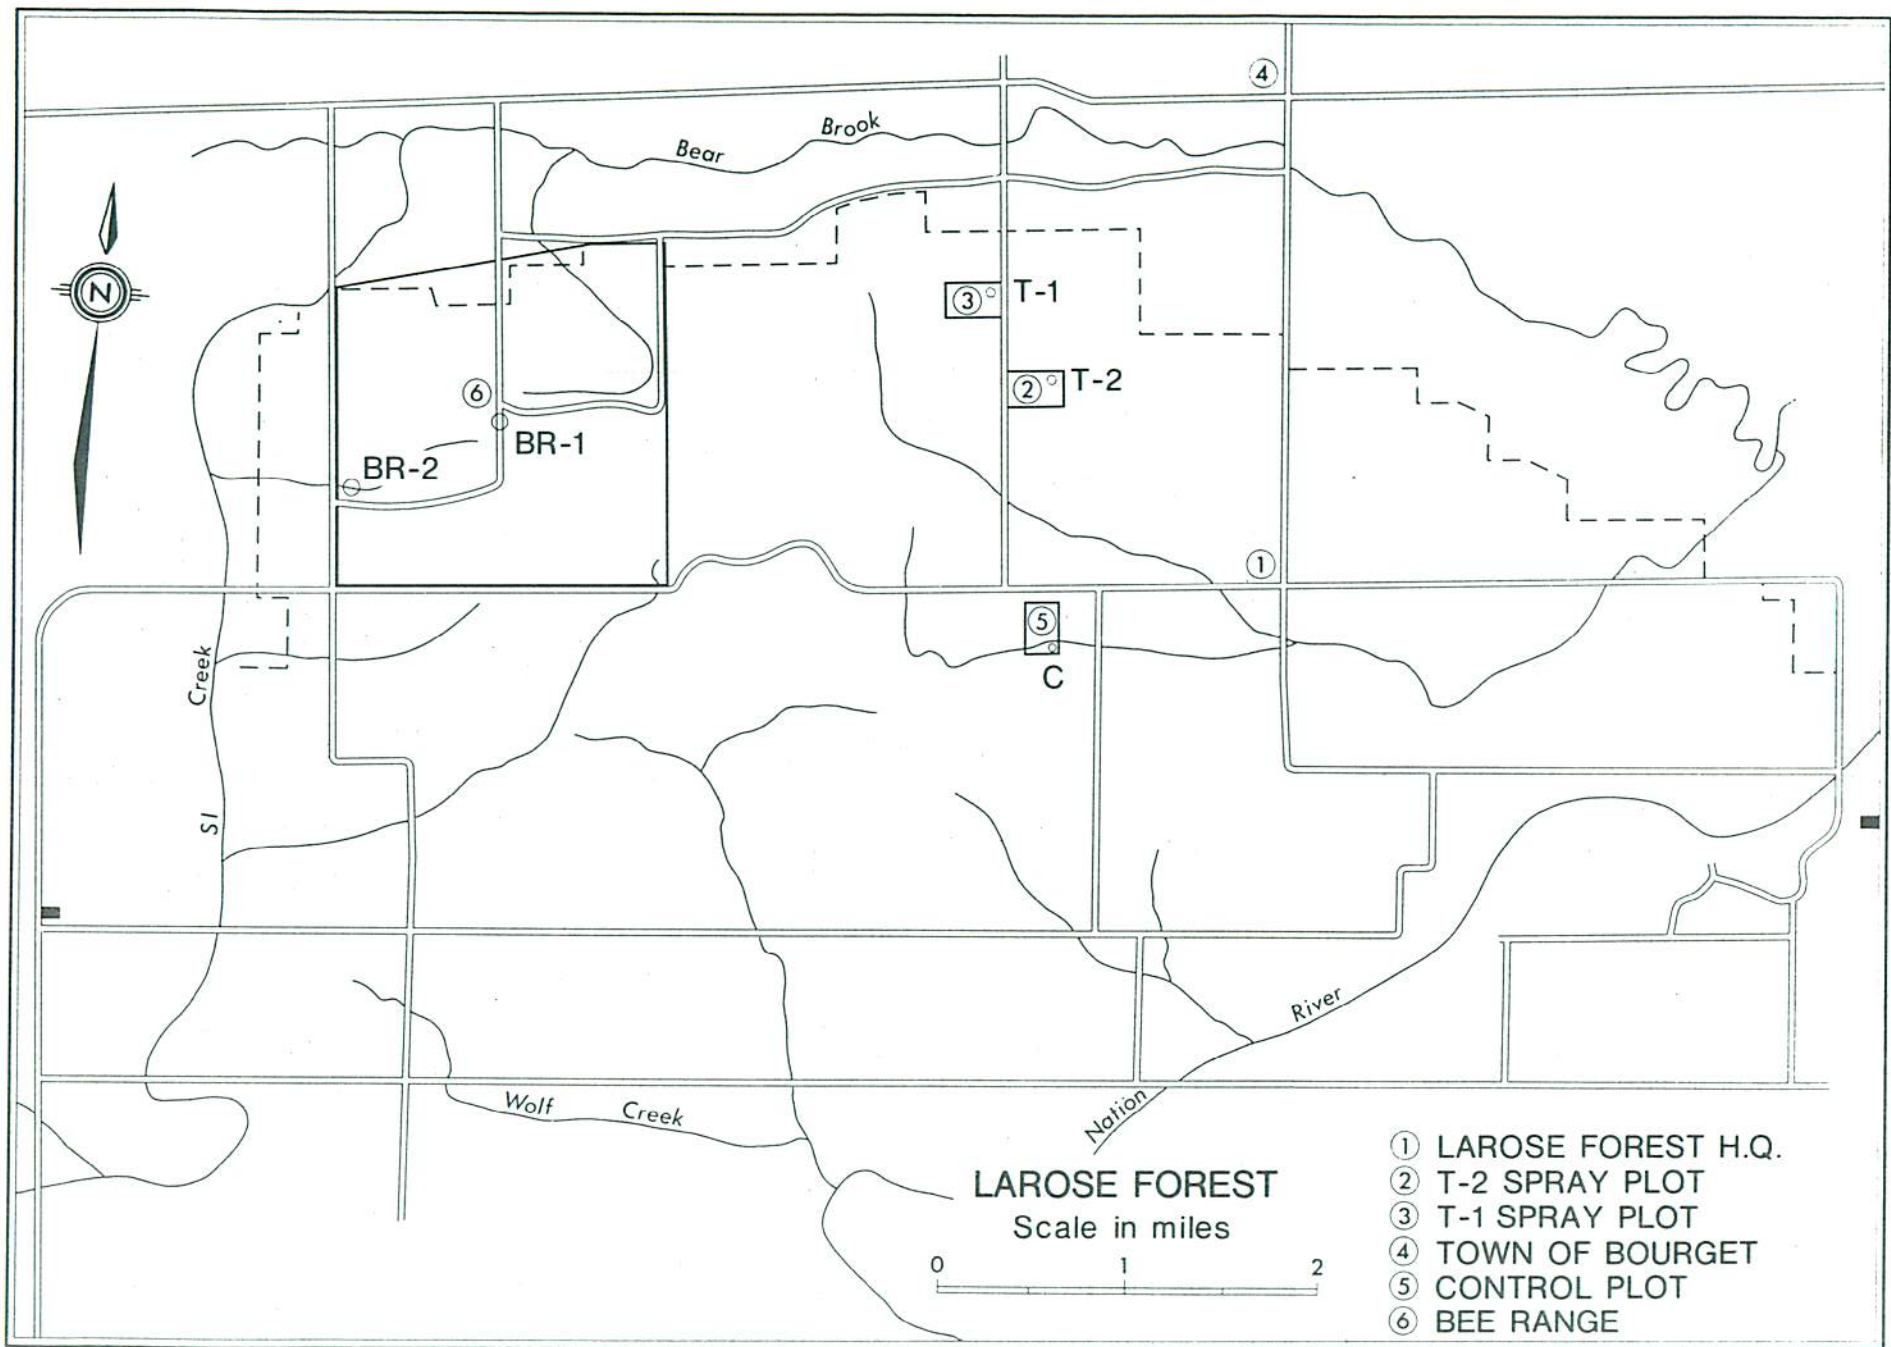 ④
Bear Brook
N
③ T-1
② T-2
⑥
BR-1
BR-2
①
⑤
C
Creek
SI
River
Nation
Wolf Creek
LAROSE FOREST
Scale in miles
0 1 2
① LAROSE FOREST H.Q.
② T-2 SPRAY PLOT
③ T-1 SPRAY PLOT
④ TOWN OF BOURGET
⑤ CONTROL PLOT
⑥ BEE RANGE